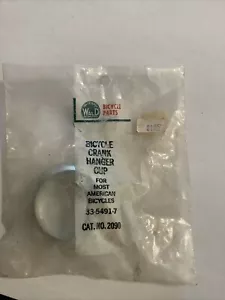 BICYCLE
PARTS
BICYCLE
CRANK
HANGER
CUP
FOR
MOST
AMERICAN
BICYCLES
33-5491-7
CAT. NO. 2090